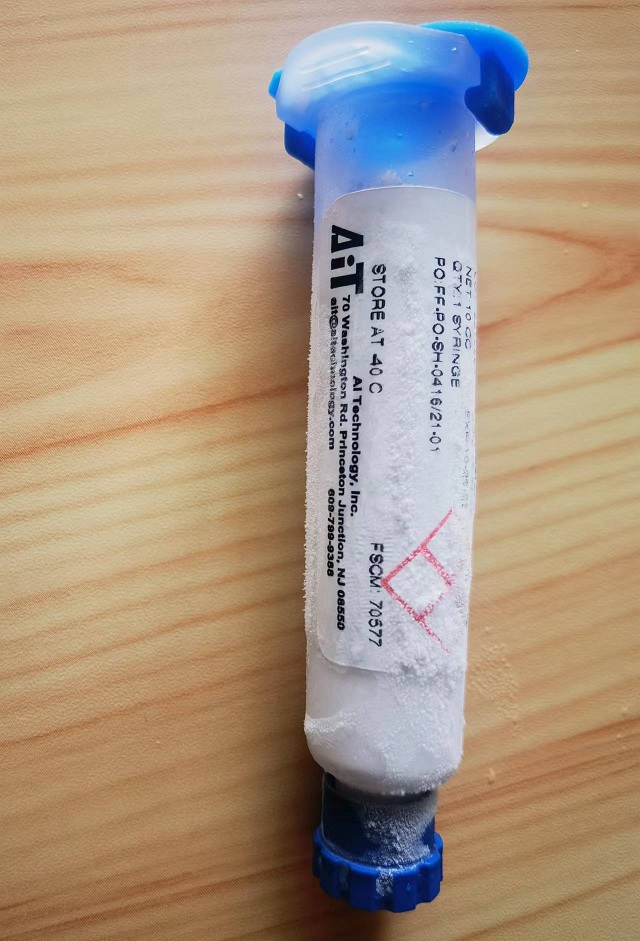 AiT
AI Technology, Inc.
70 Washington Rd. Princeton Junction, NJ 08550
ait@aitechnology.com 609-799-9388
STORE AT -40 C FSCM: 70577
PO:FF-PO-SH-0416/21-01
QTY:1 SYRINGE
NET 10 CC